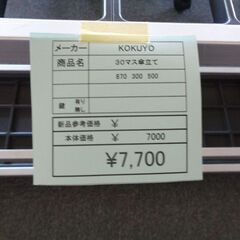 メーカー KOKUYO
商品名 30マス傘立て
870 300 500
鍵 有り 無し
新品参考価格 ¥
本体価格 ¥ 7000
¥7,700